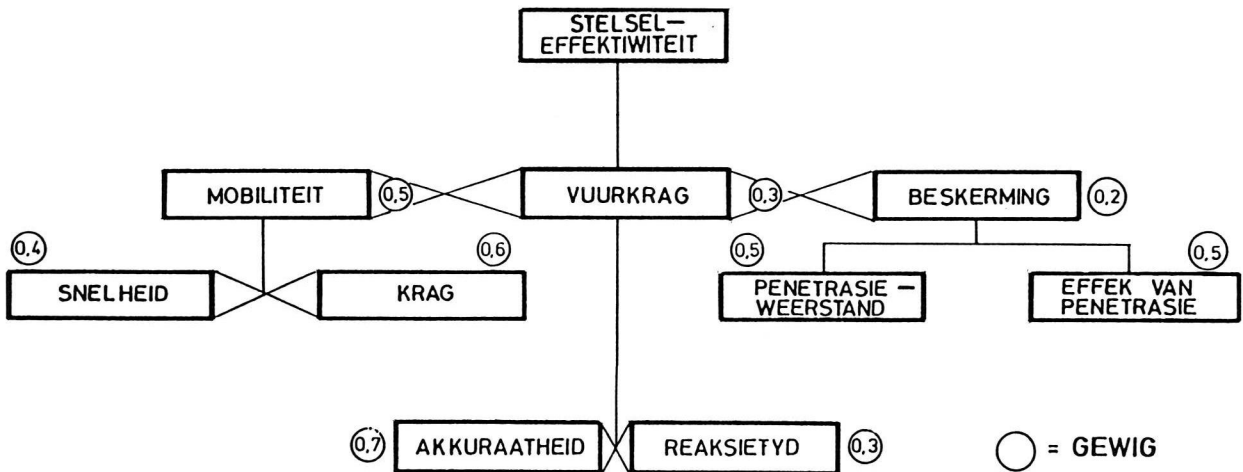 STELSEL-
EFFEKTIWITEIT
MOBILITEIT
0,5
VUURKRAG
0,3
BESKERMING
0,2
0,4
SNELHEID
0,6
KRAG
0,5
PENETRASIE-
WEERSTAND
0,5
EFFEK VAN
PENETRASIE
0,7
AKKURAATHEID
REAKSIETYD
0,3
= GEWIG